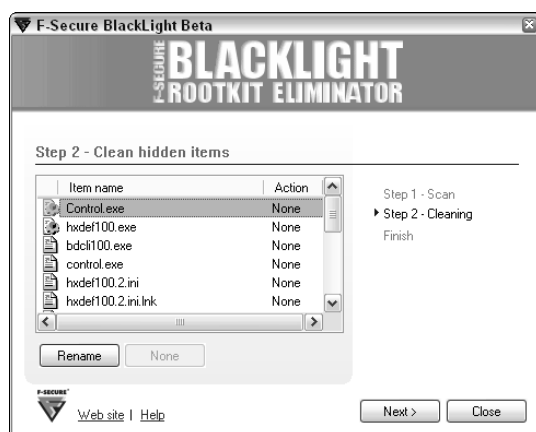 F-Secure BlackLight Beta
F-SECURE BLACKLIGHT
ROOTKIT ELIMINATOR
Step 2 - Clean hidden items
Item name Action
Control.exe None
hxdef100.exe None
bdcli100.exe None
control.exe None
hxdef100.2.ini None
hxdef100.2.ini.lnk None
Rename None
Step 1 - Scan
Step 2 - Cleaning
Finish
F-SECURE
Web site | Help
Next > Close